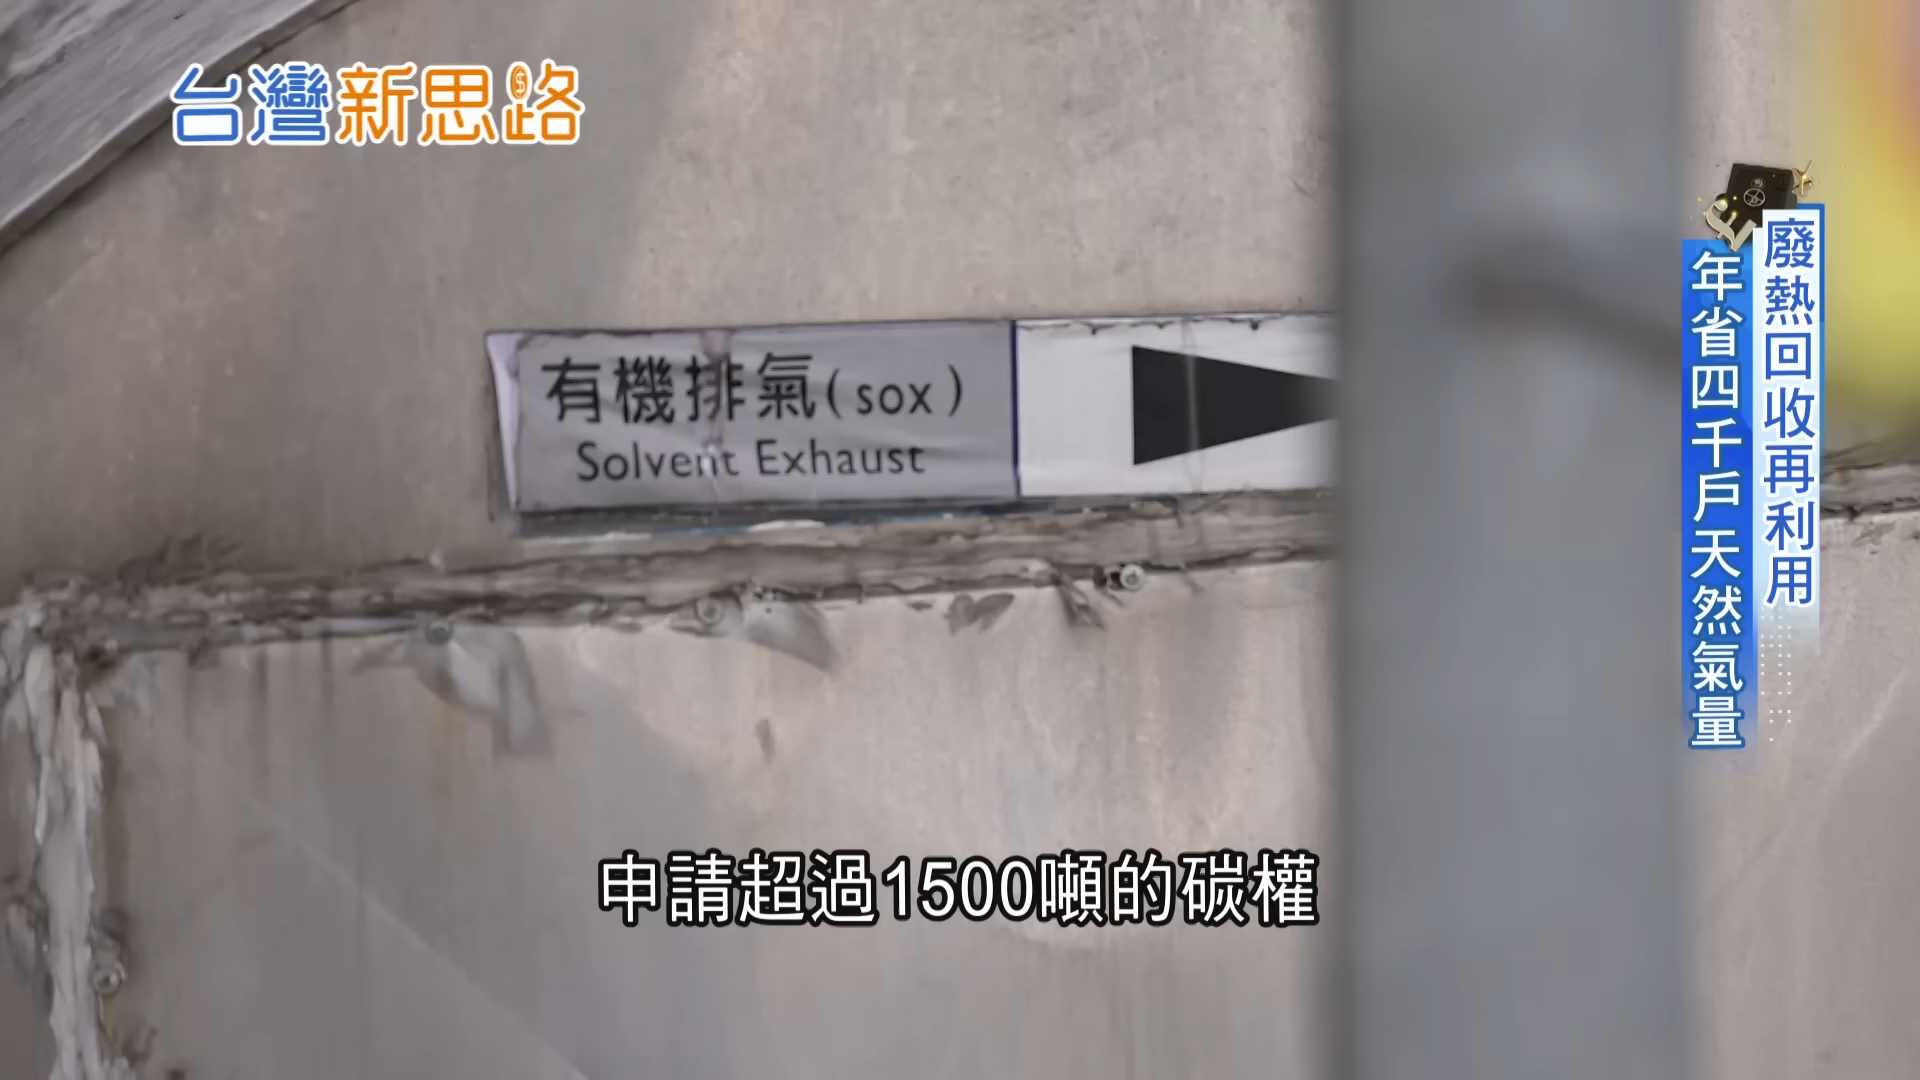 台灣新思路
廢熱回收再利用
年省四千戶天然氣量
有機排氣(sox)
Solvent Exhaust
申請超過1500噸的碳權